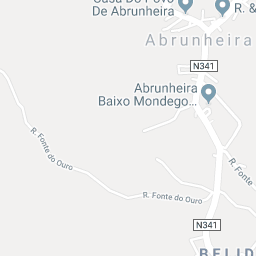 Casa Do Povo
De Abrunheira
R. &
Abrunheira
N341
Abrunheira
Baixo Mondego...
R. Fonte do Ouro
R. Fonte
R. Fonte do Ouro
N341
BELID